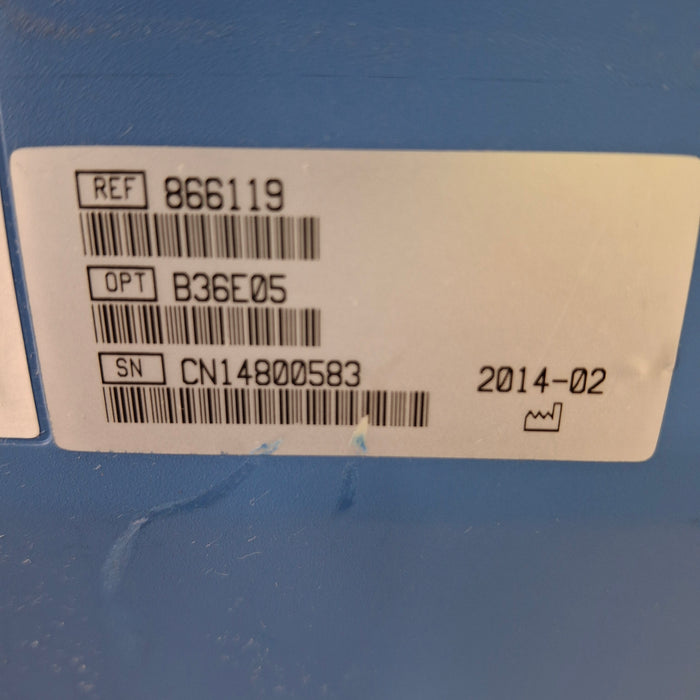 REF 866119
OPT B36E05
SN CN14800583
2014-02